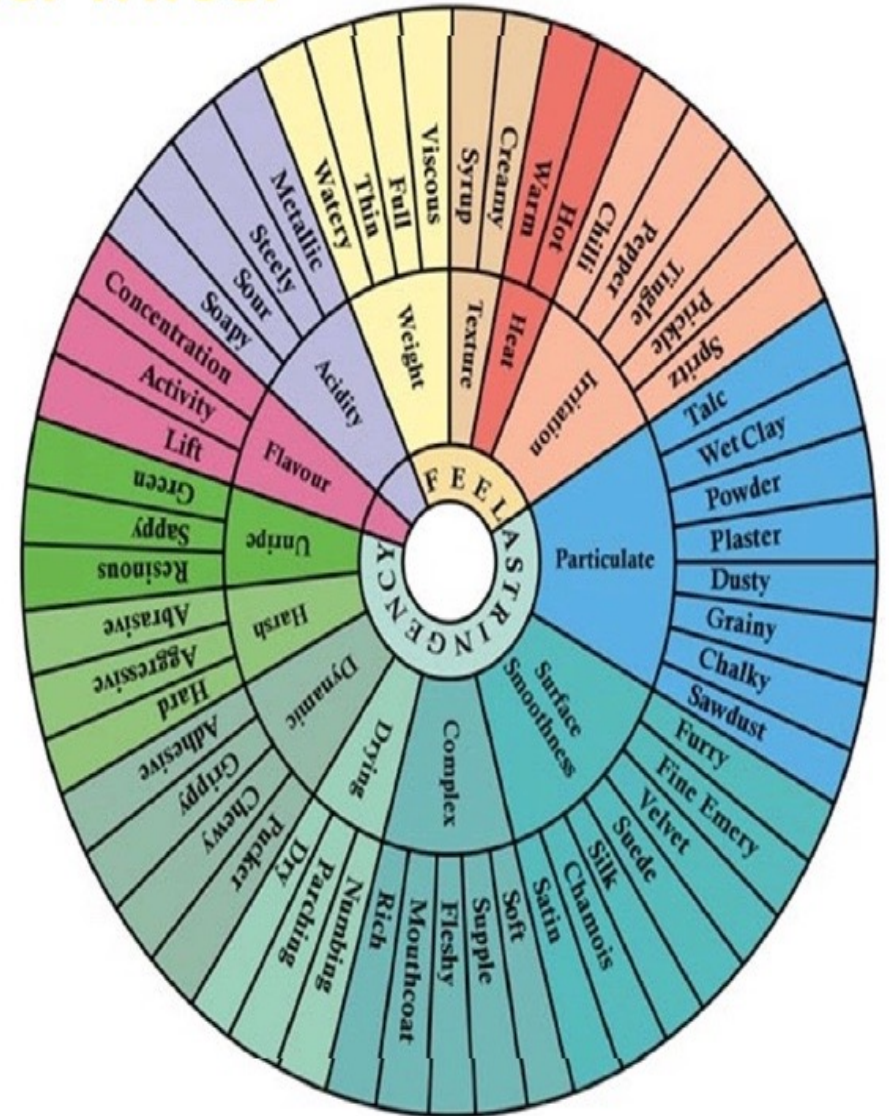 FEEL
ASTRINGENCY
Weight
Texture
Heat
Irritation
Particulate
Surface
Smoothness
Complex
Drying
Dynamic
Harsh
Unripe
Flavour
Acidity
Watery
Thin
Full
Viscous
Syrup
Creamy
Warm
Hot
Chilli
Pepper
Tingle
Prickle
Spritz
Talc
Wet Clay
Powder
Plaster
Dusty
Grainy
Chalky
Sawdust
Furry
Fine Emery
Velvet
Suede
Silk
Chamois
Satin
Soft
Supple
Fleshy
Mouthcoat
Rich
Numbing
Parching
Dry
Pucker
Chewy
Grippy
Adhesive
Hard
Aggressive
Abrasive
Resinous
Sappy
Green
Lift
Activity
Concentration
Soapy
Sour
Steely
Metallic